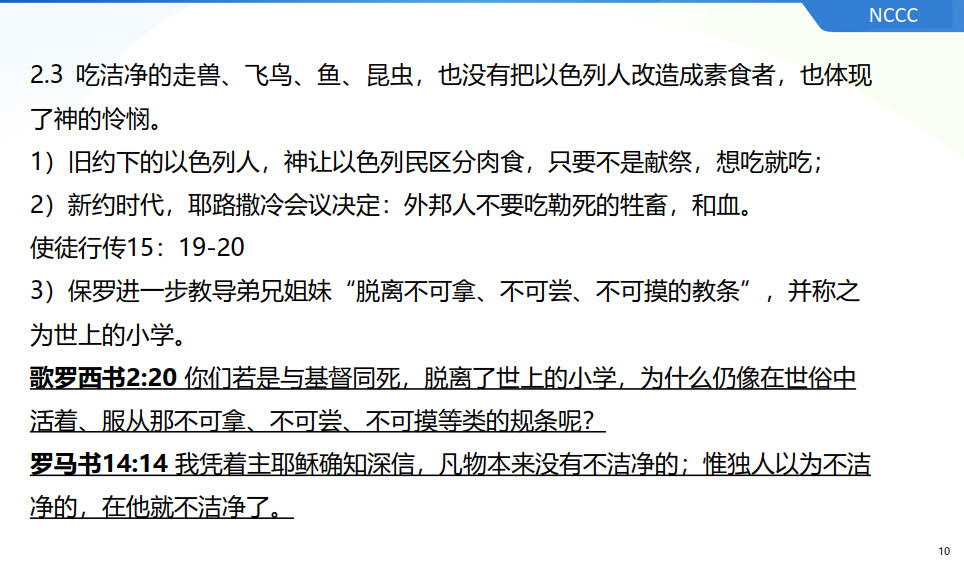 NCCC
2.3 吃洁净的走兽、飞鸟、鱼、昆虫，也没有把以色列人改造成素食者，也体现
了神的怜悯。
1）旧约下的以色列人，神让以色列民区分肉食，只要不是献祭，想吃就吃；
2）新约时代，耶路撒冷会议决定：外邦人不要吃勒死的牲畜，和血。
使徒行传15：19-20
3）保罗进一步教导弟兄姐妹“脱离不可拿、不可尝、不可摸的教条”，并称之
为世上的小学。
歌罗西书2:20 你们若是与基督同死，脱离了世上的小学，为什么仍像在世俗中
活着、服从那不可拿、不可尝、不可摸等类的规条呢？
罗马书14:14 我凭着主耶稣确知深信，凡物本来没有不洁净的；惟独人以为不洁
净的，在他就不洁净了。
10